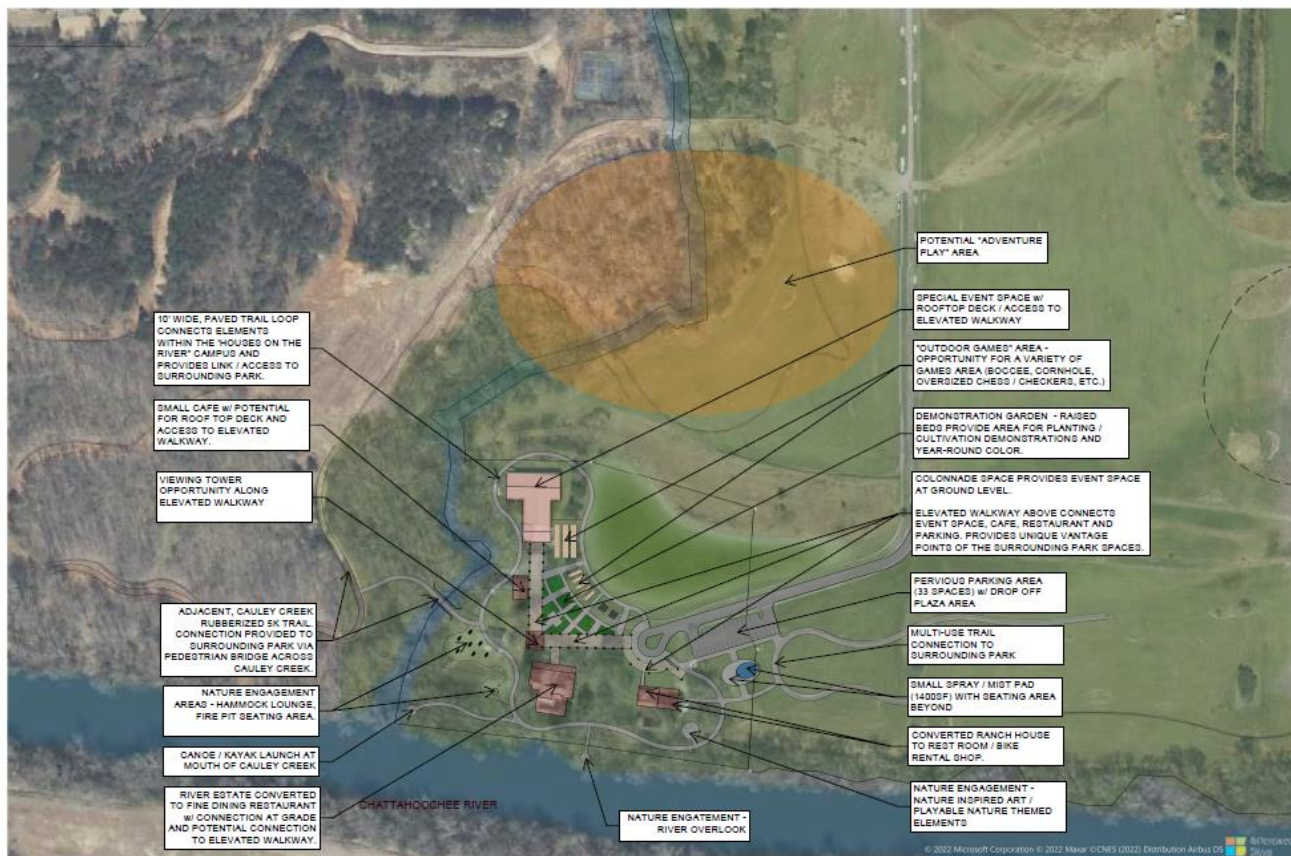 POTENTIAL "ADVENTURE
PLAY" AREA
SPECIAL EVENT SPACE w/
ROOFTOP DECK / ACCESS TO
ELEVATED WALKWAY
"OUTDOOR GAMES" AREA -
OPPORTUNITY FOR A VARIETY OF
GAMES AREA (BOCCEE, CORNHOLE,
OVERSIZED CHESS / CHECKERS, ETC.)
DEMONSTRATION GARDEN - RAISED
BEDS PROVIDE AREA FOR PLANTING /
CULTIVATION DEMONSTRATIONS AND
YEAR-ROUND COLOR.
COLONNADE SPACE PROVIDES EVENT SPACE
AT GROUND LEVEL.
ELEVATED WALKWAY ABOVE CONNECTS
EVENT SPACE, CAFE, RESTAURANT AND
PARKING. PROVIDES UNIQUE VANTAGE
POINTS OF THE SURROUNDING PARK SPACES.
PERVIOUS PARKING AREA
(33 SPACES) w/ DROP OFF
PLAZA AREA
MULTI-USE TRAIL
CONNECTION TO
SURROUNDING PARK
SMALL SPRAY / MIST PAD
(1400SF) WITH SEATING AREA
BEYOND
CONVERTED RANCH HOUSE
TO REST ROOM / BIKE
RENTAL SHOP.
NATURE ENGAGEMENT -
NATURE INSPIRED ART /
PLAYABLE NATURE THEMED
ELEMENTS
10' WIDE, PAVED TRAIL LOOP
CONNECTS ELEMENTS
WITHIN THE 'HOUSES ON THE
RIVER" CAMPUS AND
PROVIDES LINK / ACCESS TO
SURROUNDING PARK.
SMALL CAFE w/ POTENTIAL
FOR ROOF TOP DECK AND
ACCESS TO ELEVATED
WALKWAY.
VIEWING TOWER
OPPORTUNITY ALONG
ELEVATED WALKWAY
ADJACENT, CAULEY CREEK
RUBBERIZED 5K TRAIL.
CONNECTION PROVIDED TO
SURROUNDING PARK VIA
PEDESTRIAN BRIDGE ACROSS
CAULEY CREEK.
NATURE ENGAGEMENT
AREAS - HAMMOCK LOUNGE,
FIRE PIT SEATING AREA.
CANOE / KAYAK LAUNCH AT
MOUTH OF CAULEY CREEK
RIVER ESTATE CONVERTED
TO FINE DINING RESTAURANT
w/ CONNECTION AT GRADE
AND POTENTIAL CONNECTION
TO ELEVATED WALKWAY.
CHATTAHOOCHEE RIVER
NATURE ENGATEMENT -
RIVER OVERLOOK
© 2022 Microsoft Corporation © 2022 Maxar ©CNES (2022) Distribution Airbus DS